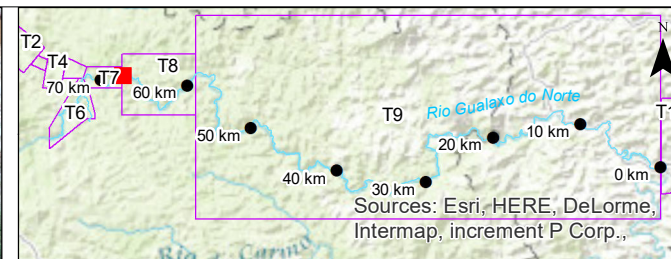 N
T2
T4
T7
T8
70 km
60 km
T6
T9
Rio Gualaxo do Norte
50 km
20 km
10 km
40 km
30 km
0 km
Sources: Esri, HERE, DeLorme,
Intermap, increment P Corp.,